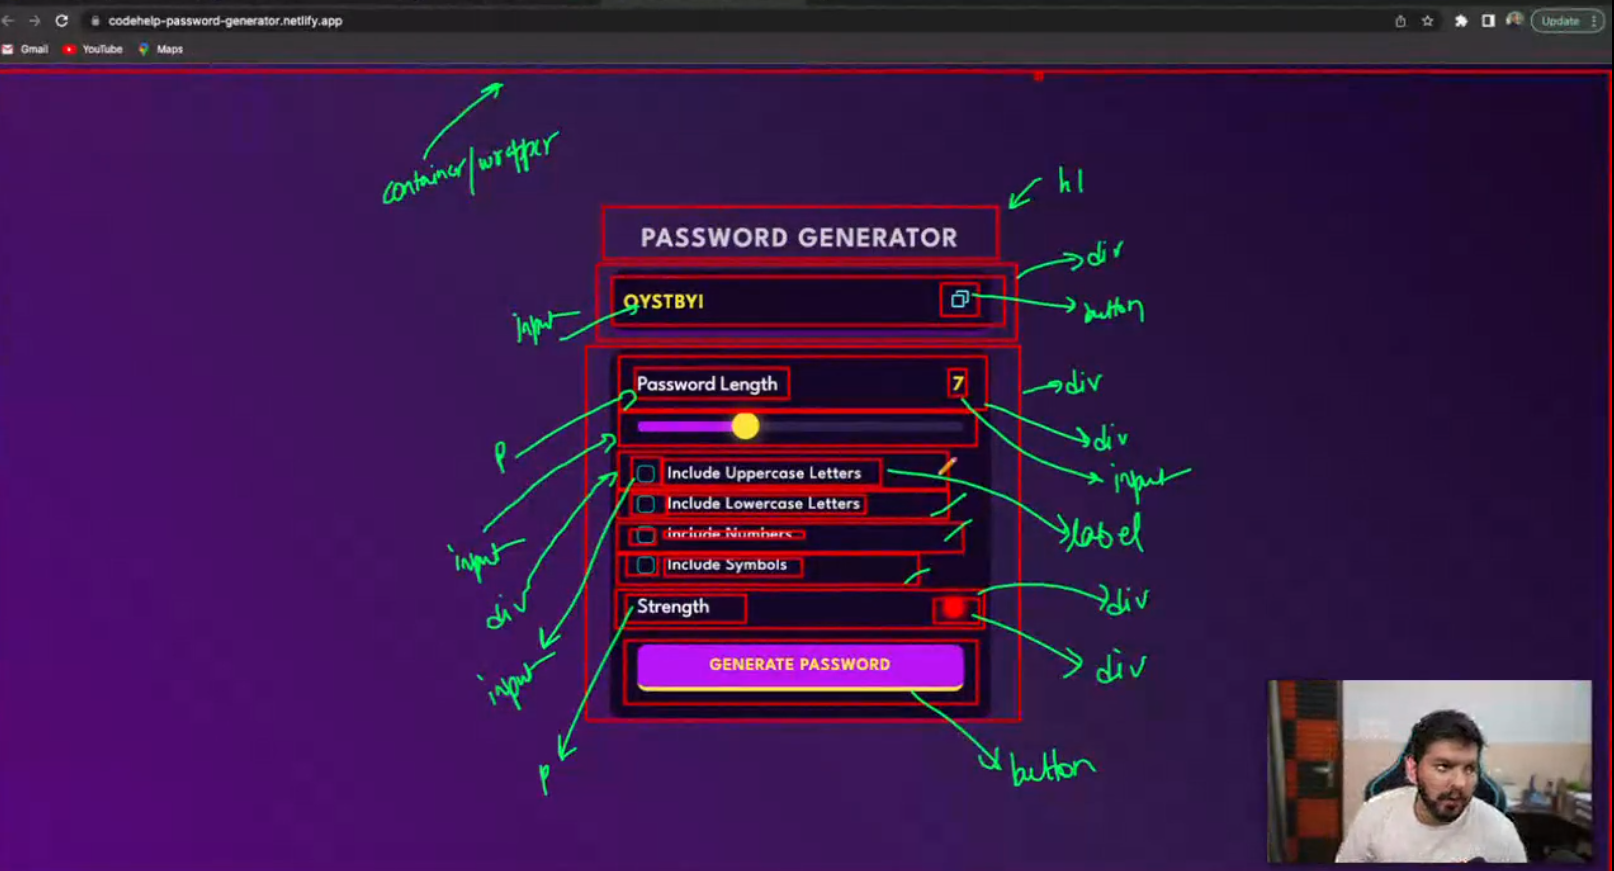 codehelp-password-generator.netlify.app
Update
Gmail YouTube Maps
container/wrapper
h1
PASSWORD GENERATOR
div
OYSTBYI
button
input
Password Length 7
div
div
p
input
Include Uppercase Letters
Include Lowercase Letters
label
Include Numbers
input
Include Symbols
div
Strength
div
div
input
GENERATE PASSWORD
p
button